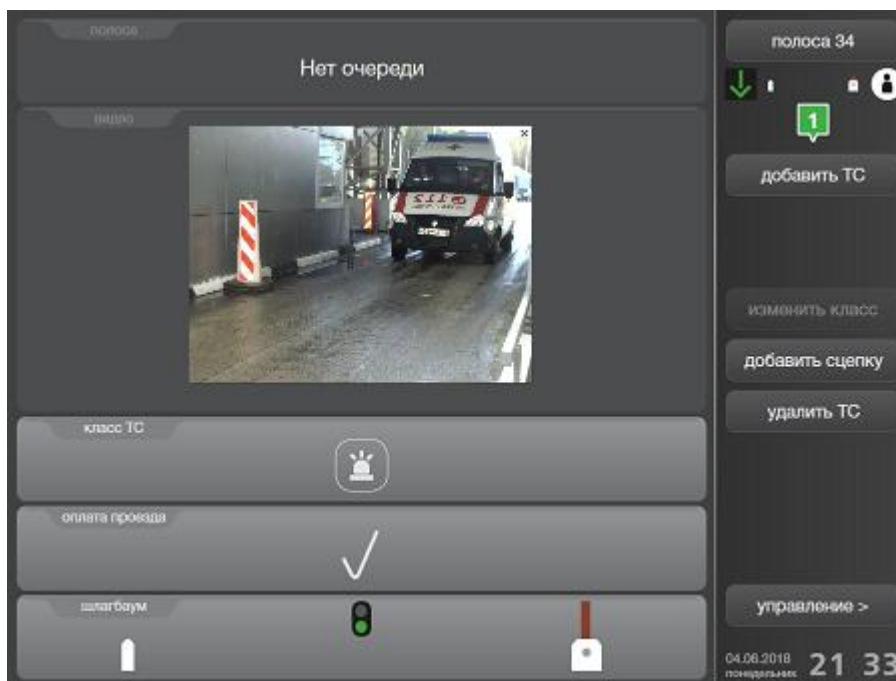 полоса
Нет очереди
видео
класс ТС
оплата проезда
шлагбаум
полоса 34
1
добавить ТС
изменить класс
добавить сцепку
удалить ТС
управление >
04.06.2018
понедельник
21 33